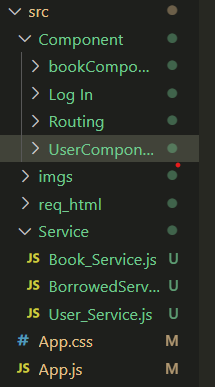 src
Component
bookCompo...
Log In
Routing
UserCompon...
imgs
req_html
Service
JS Book_Service.js U
JS BorrowedServ... U
JS User_Service.js U
# App.css M
JS App.js M